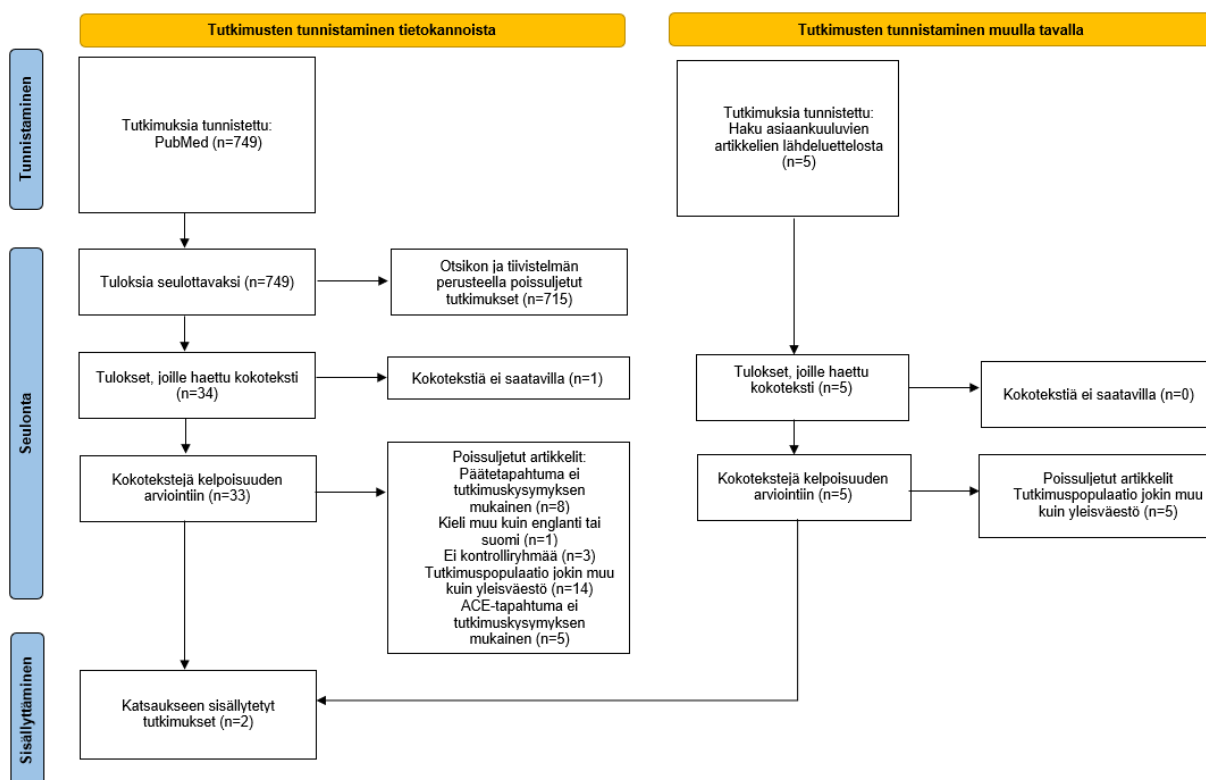 Tutkimusten tunnistaminen tietokannoista
Tutkimusten tunnistaminen muulla tavalla
Tunnistaminen
Tutkimuksia tunnistettu:
PubMed (n=749)
Tutkimuksia tunnistettu:
Haku asiaankuuluvien
artikkelien lähdeluettelosta
(n=5)
Seulonta
Tuloksia seulottavaksi (n=749)
Otsikon ja tiivistelmän
perusteella poissuljetut
tutkimukset (n=715)
Tulokset, joille haettu kokoteksti
(n=34)
Kokotekstiä ei saatavilla (n=1)
Tulokset, joille haettu
kokoteksti (n=5)
Kokotekstiä ei saatavilla (n=0)
Kokotekstejä kelpoisuuden
arviointiin (n=33)
Poissuljetut artikkelit:
Päätetapahtuma ei
tutkimuskysymyksen
mukainen (n=8)
Kieli muu kuin englanti tai
suomi (n=1)
Ei kontrolliryhmää (n=3)
Tutkimuspopulaatio jokin muu
kuin yleisväestö (n=14)
ACE-tapahtuma ei
tutkimuskysymyksen
mukainen (n=5)
Kokotekstejä kelpoisuuden
arviointiin (n=5)
Poissuljetut artikkelit
Tutkimuspopulaatio jokin muu
kuin yleisväestö (n=5)
Sisällyttäminen
Katsaukseen sisällytetyt
tutkimukset (n=2)